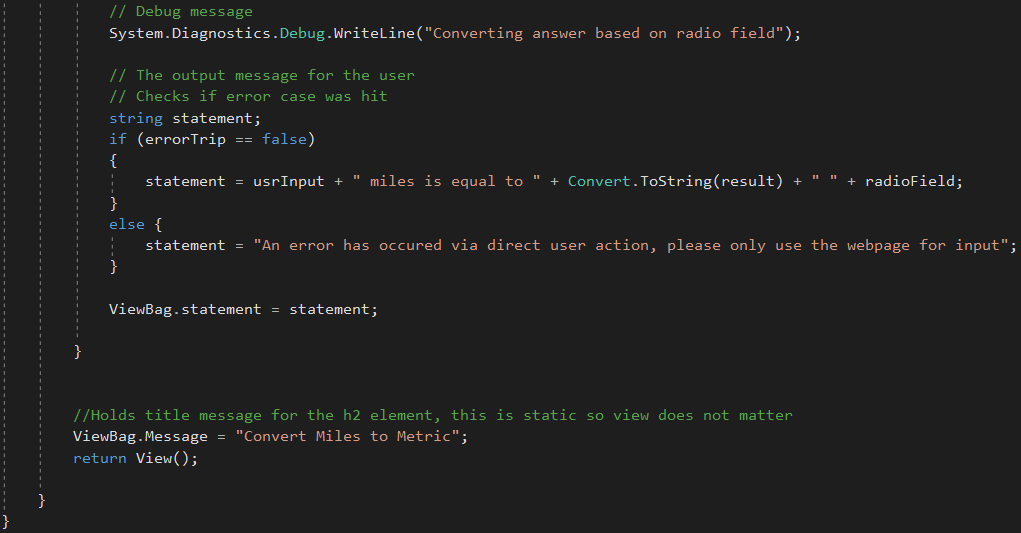 // Debug message
System.Diagnostics.Debug.WriteLine("Converting answer based on radio field");
// The output message for the user
// Checks if error case was hit
string statement;
if (errorTrip == false)
{
statement = usrInput + " miles is equal to " + Convert.ToString(result) + " " + radioField;
}
else {
statement = "An error has occured via direct user action, please only use the webpage for input";
}
ViewBag.statement = statement;
}
//Holds title message for the h2 element, this is static so view does not matter
ViewBag.Message = "Convert Miles to Metric";
return View();
}
}